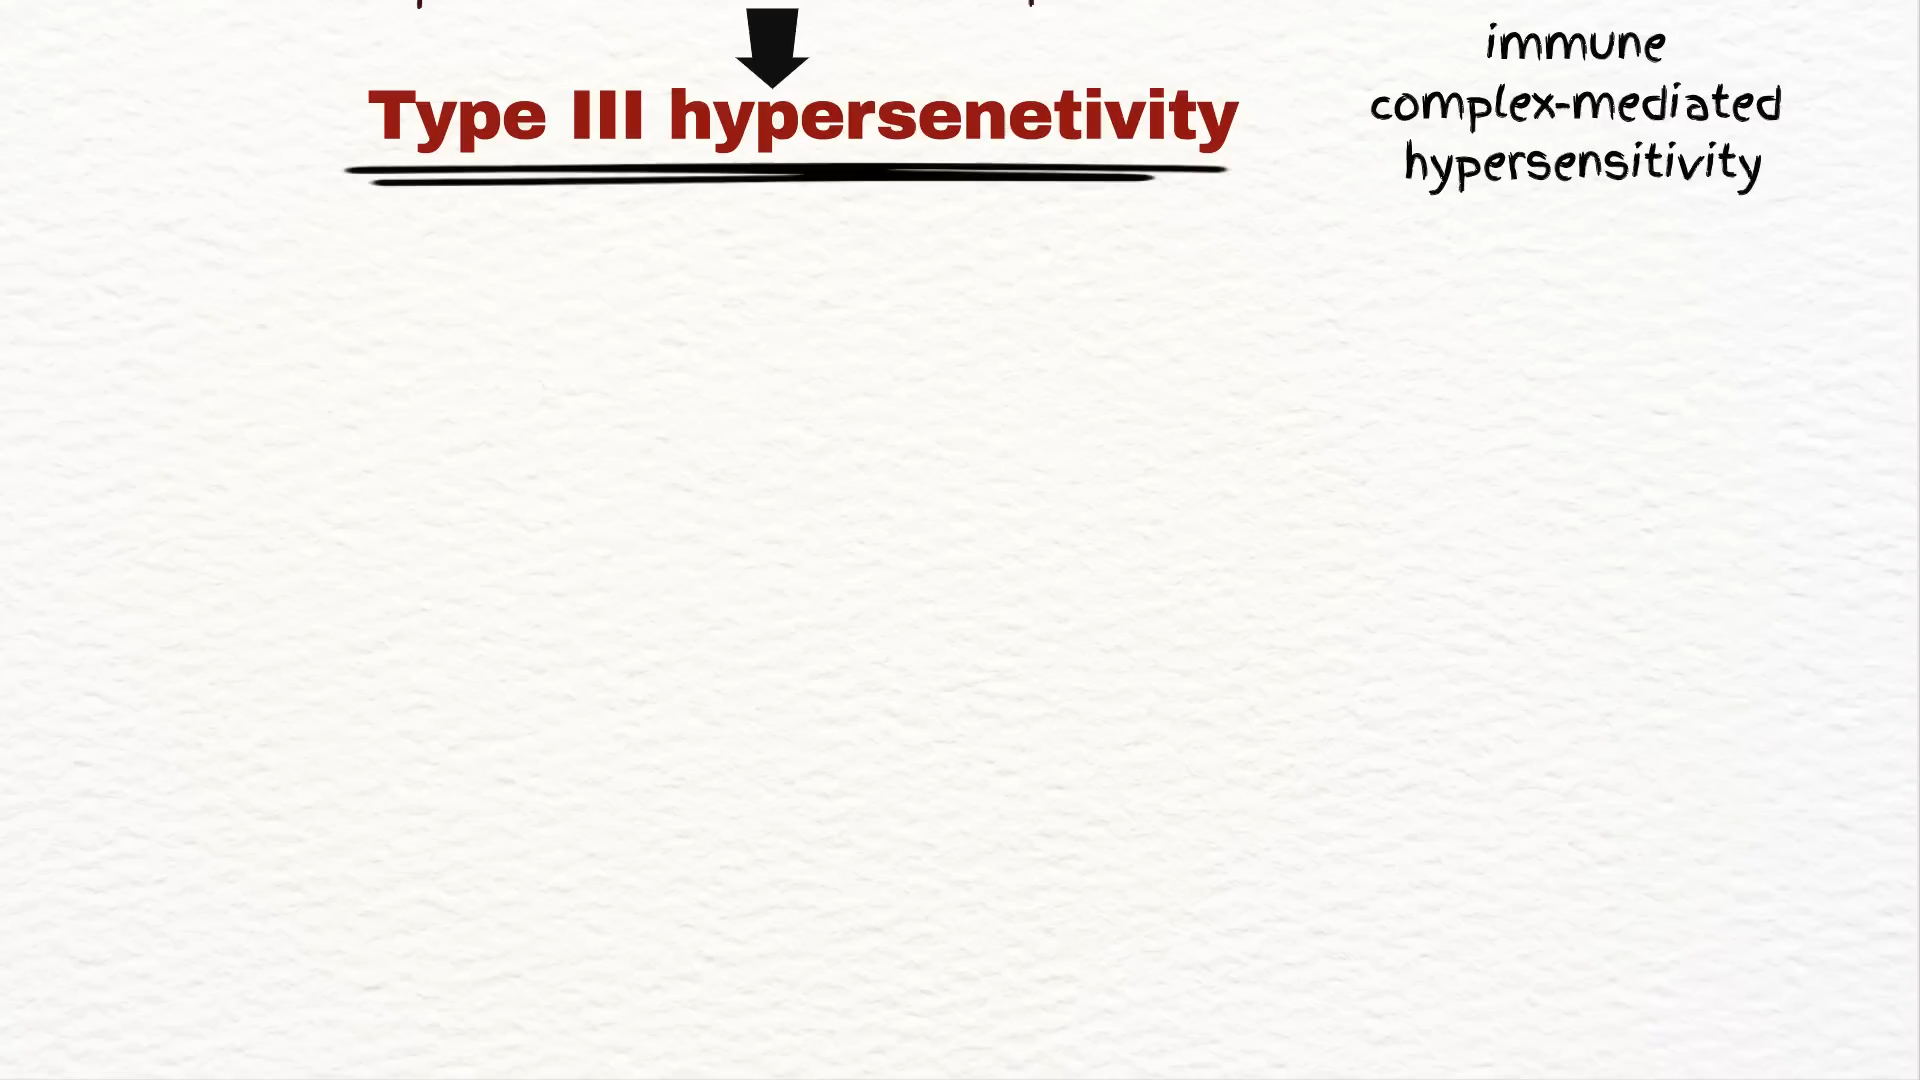 Type III hypersenetivity
immune
complex-mediated
hypersensitivity